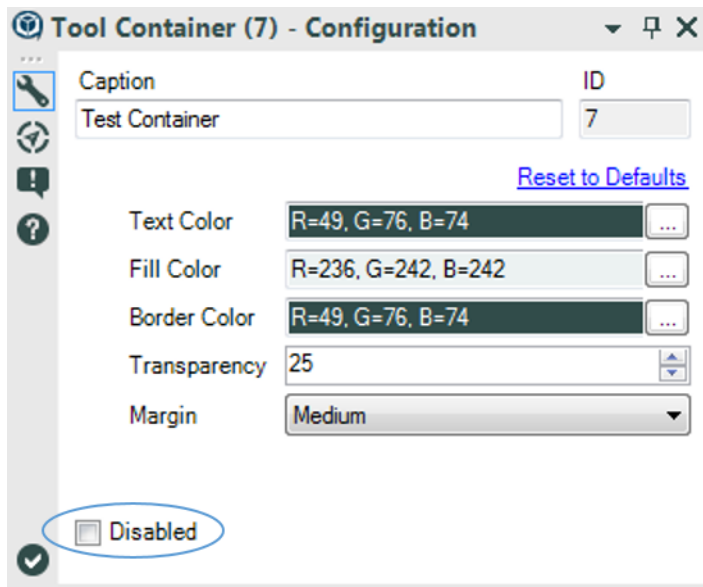 Tool Container (7) - Configuration
Caption
ID
Test Container
7
Reset to Defaults
Text Color
R=49, G=76, B=74
...
Fill Color
R=236, G=242, B=242
...
Border Color
R=49, G=76, B=74
...
Transparency
25
Margin
Medium
Disabled